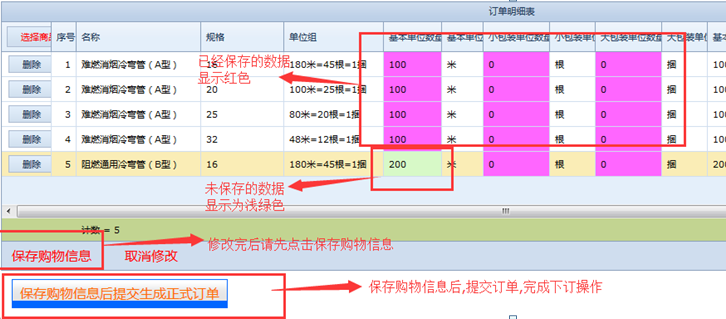 订单明细表
选择商品 序号 名称 规格 单位组 基本单位数量 基本单位 小包装单位数量 小包装单位 大包装单位数量 大包装单位
删除 1 难燃消烟冷弯管（A型） 16 180米=45根=1捆 100 米 0 根 0 捆 100
删除 2 难燃消烟冷弯管（A型） 20 100米=25根=1捆 100 米 0 根 0 捆 100
删除 3 难燃消烟冷弯管（A型） 25 80米=20根=1捆 100 米 0 根 0 捆 100
删除 4 难燃消烟冷弯管（A型） 32 48米=12根=1捆 100 米 0 根 0 捆 100
删除 5 阻燃通用冷弯管（B型） 16 180米=45根=1捆 200 米 0 根 0 捆 200
已经保存的数据
显示红色
未保存的数据
显示为浅绿色
计数 = 5
保存购物信息 取消修改
修改完后请先点击保存购物信息
保存购物信息后提交生成正式订单
保存购物信息后,提交订单,完成下订操作